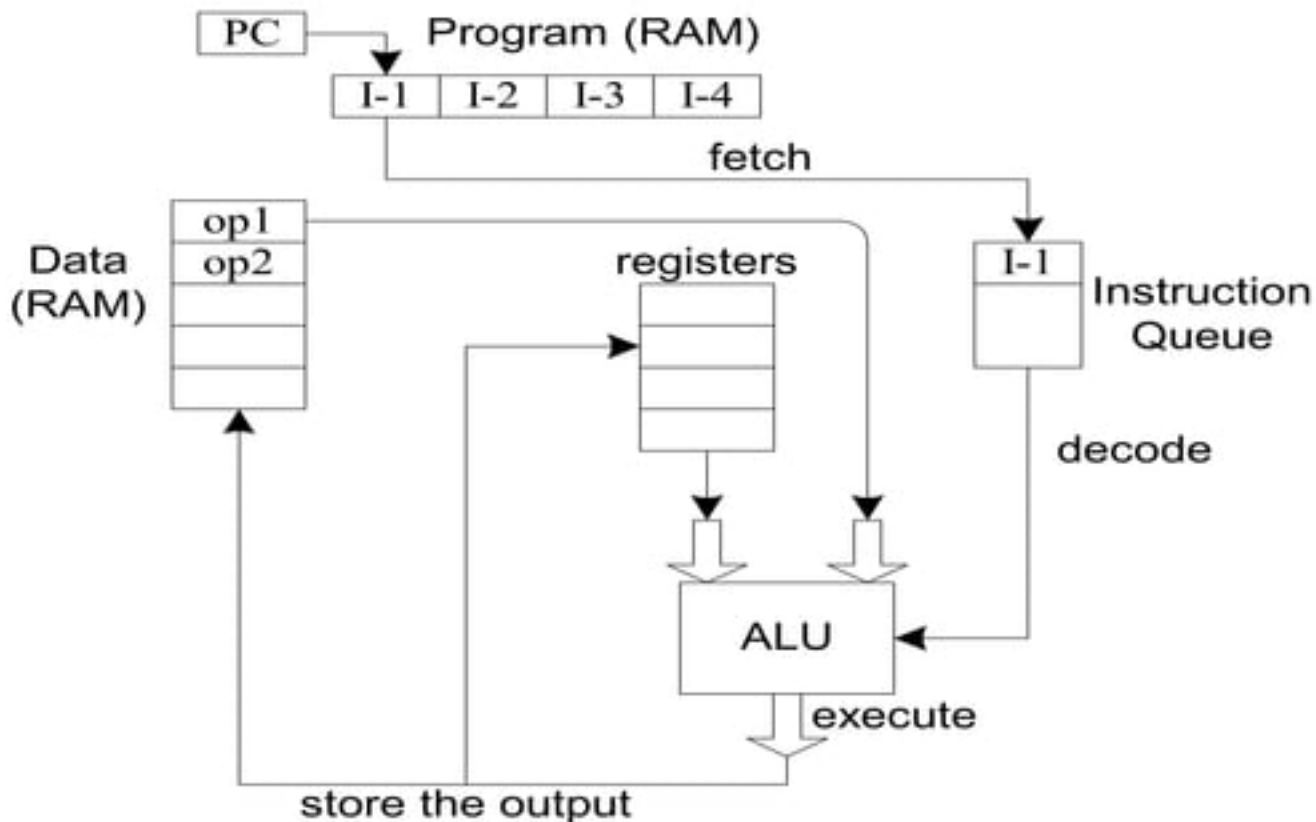 PC
Program (RAM)
I-1 I-2 I-3 I-4
fetch
op1
op2
Data
(RAM)
registers
I-1
Instruction
Queue
decode
ALU
execute
store the output